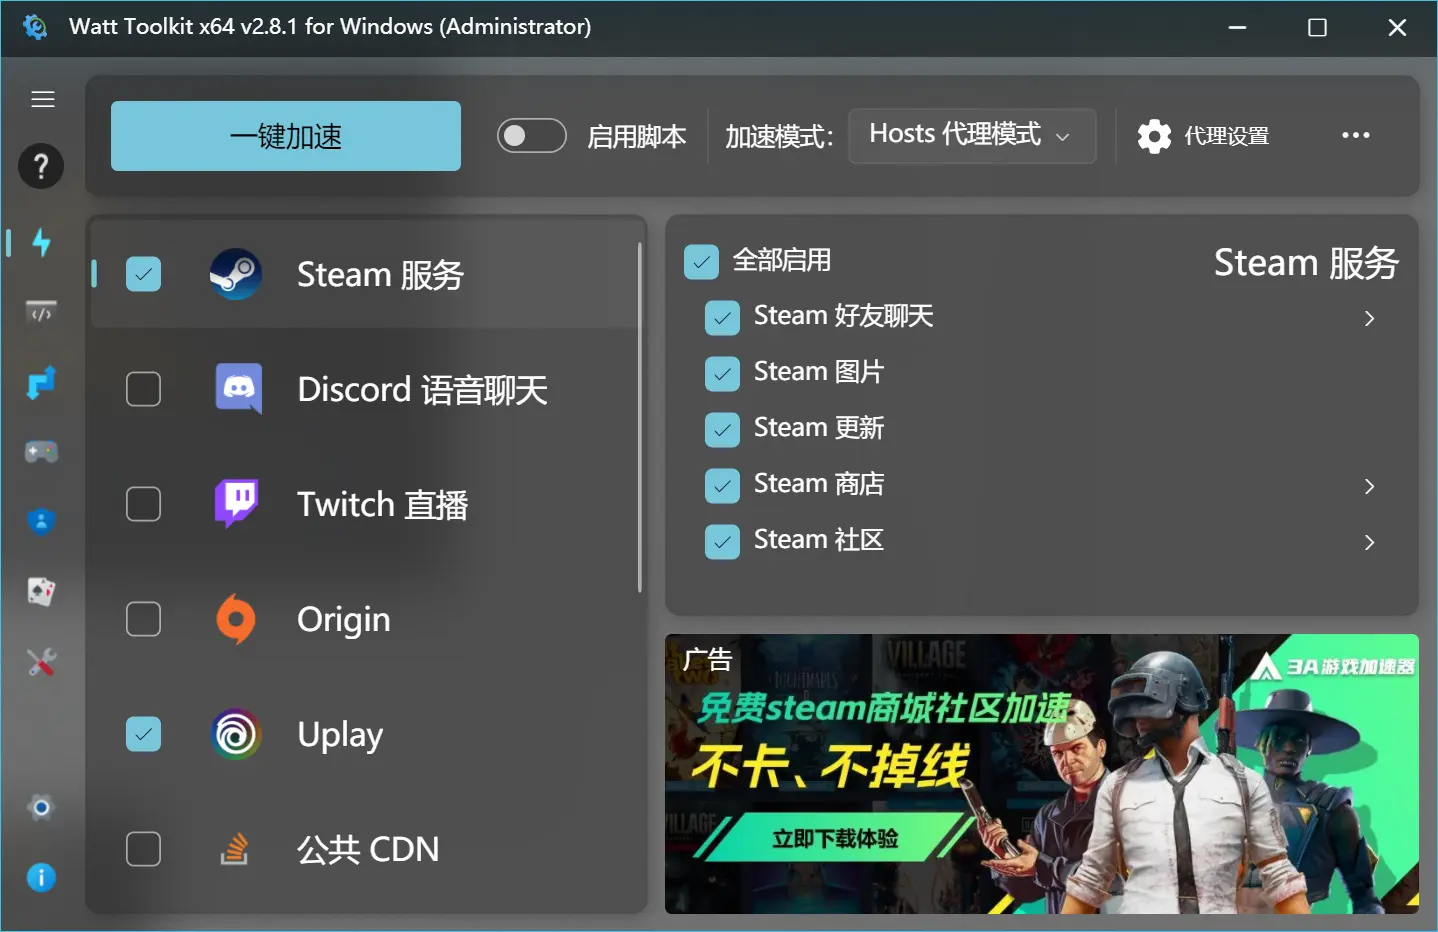 Watt Toolkit x64 v2.8.1 for Windows (Administrator)
一键加速
启用脚本
加速模式：
Hosts 代理模式
代理设置
Steam 服务
Discord 语音聊天
Twitch 直播
Origin
Uplay
公共 CDN
全部启用
Steam 服务
Steam 好友聊天
Steam 图片
Steam 更新
Steam 商店
Steam 社区
广告
VILLAGE
NIGHTMARES
3A游戏加速器
免费steam商城社区加速
不卡、不掉线
VILLAGE
立即下载体验